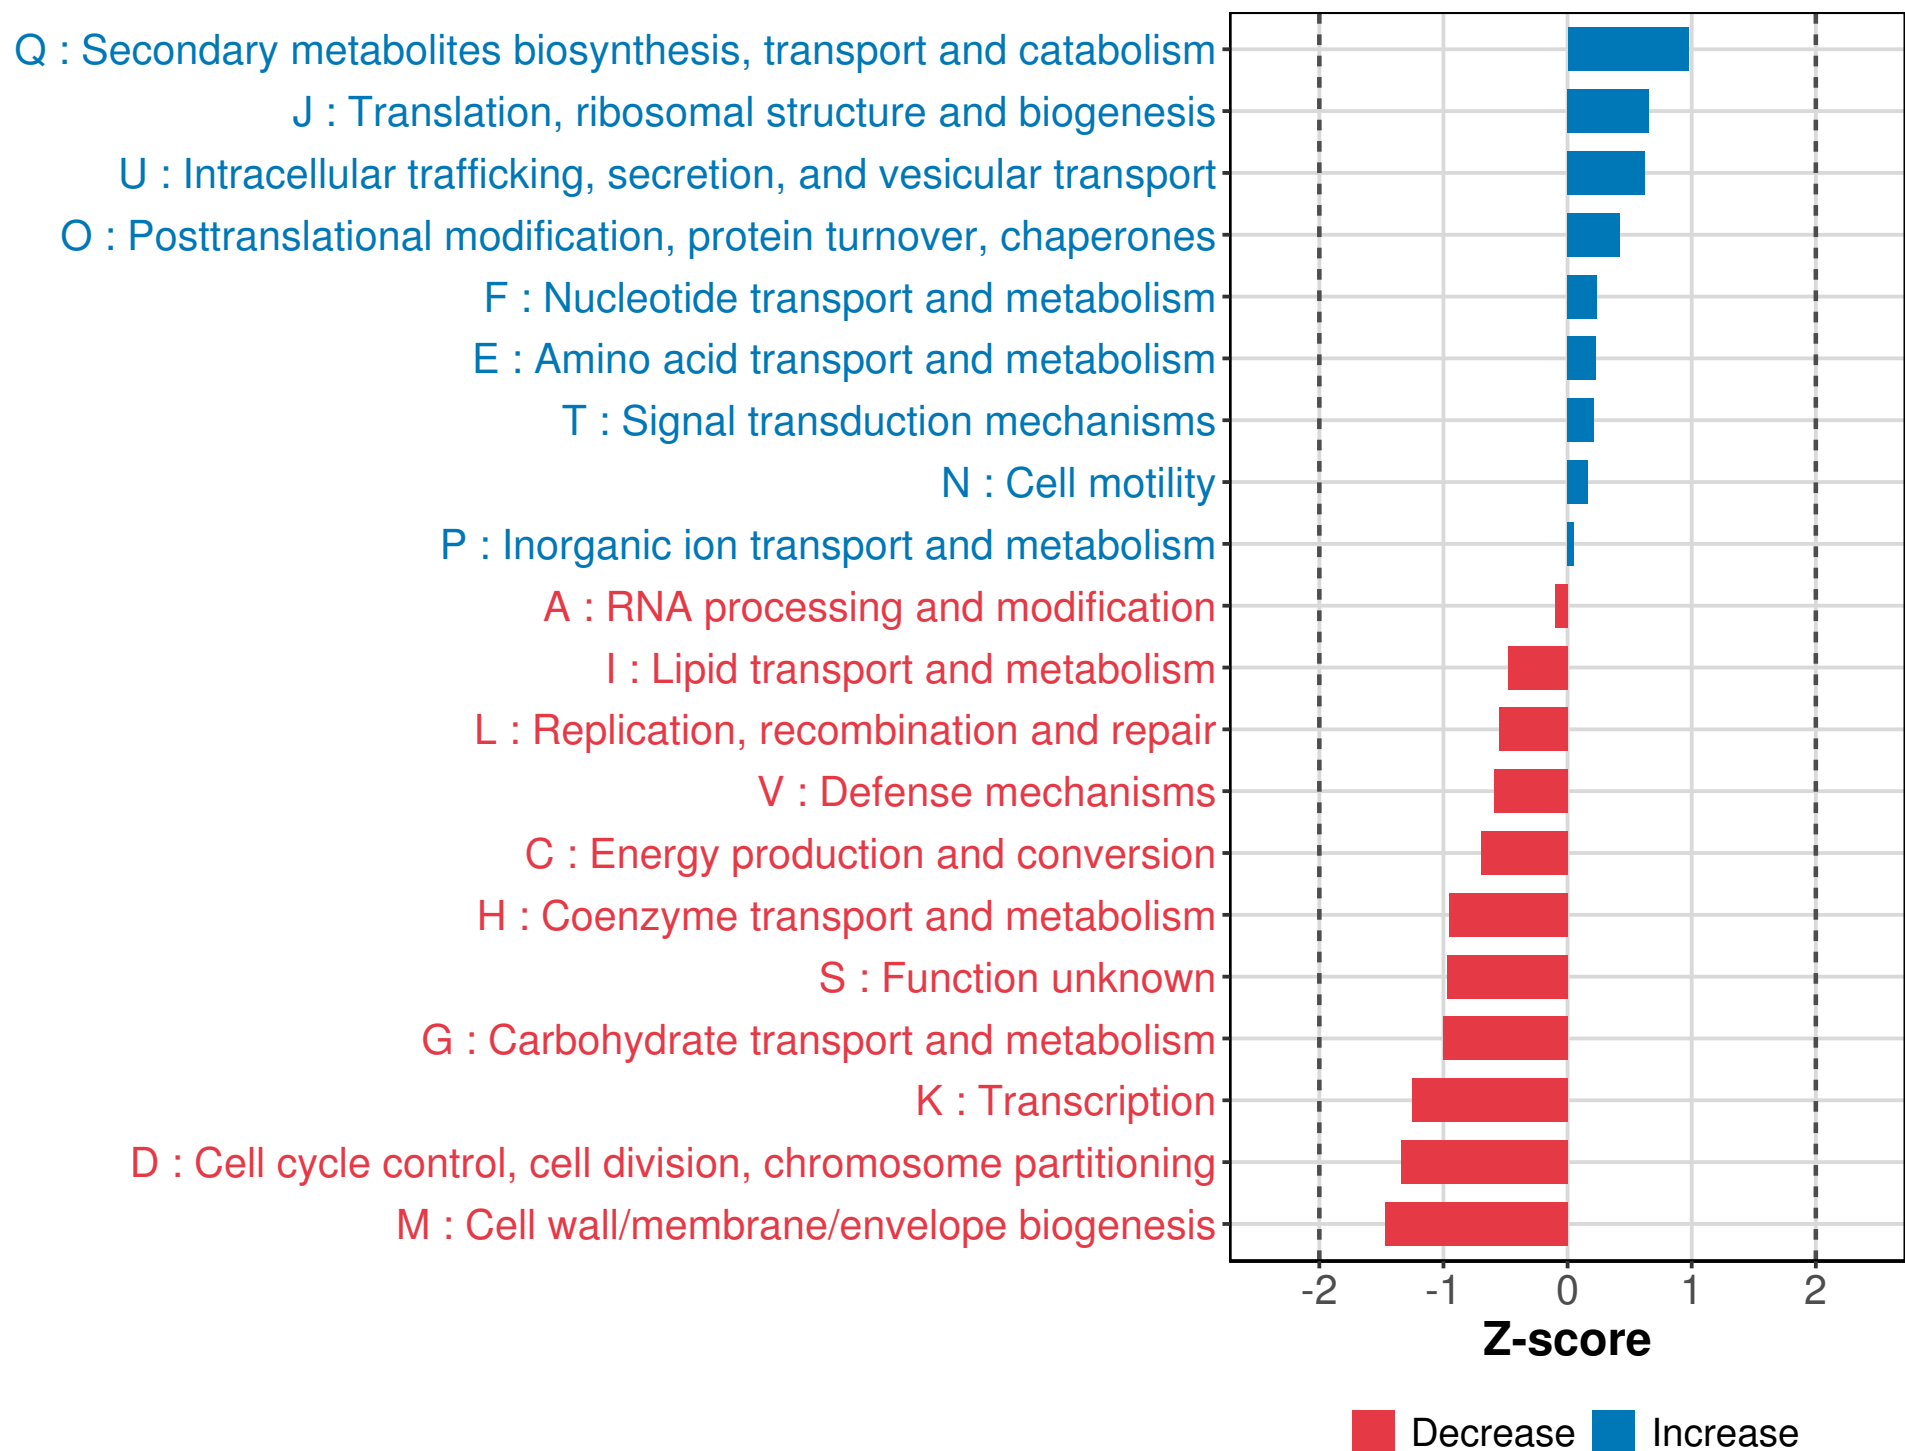 Q : Secondary metabolites biosynthesis, transport and catabolism
J : Translation, ribosomal structure and biogenesis
U : Intracellular trafficking, secretion, and vesicular transport
O : Posttranslational modification, protein turnover, chaperones
F : Nucleotide transport and metabolism
E : Amino acid transport and metabolism
T : Signal transduction mechanisms
N : Cell motility
P : Inorganic ion transport and metabolism
A : RNA processing and modification
I : Lipid transport and metabolism
L : Replication, recombination and repair
V : Defense mechanisms
C : Energy production and conversion
H : Coenzyme transport and metabolism
S : Function unknown
G : Carbohydrate transport and metabolism
K : Transcription
D : Cell cycle control, cell division, chromosome partitioning
M : Cell wall/membrane/envelope biogenesis
-2 -1 0 1 2
Z-score
Decrease Increase